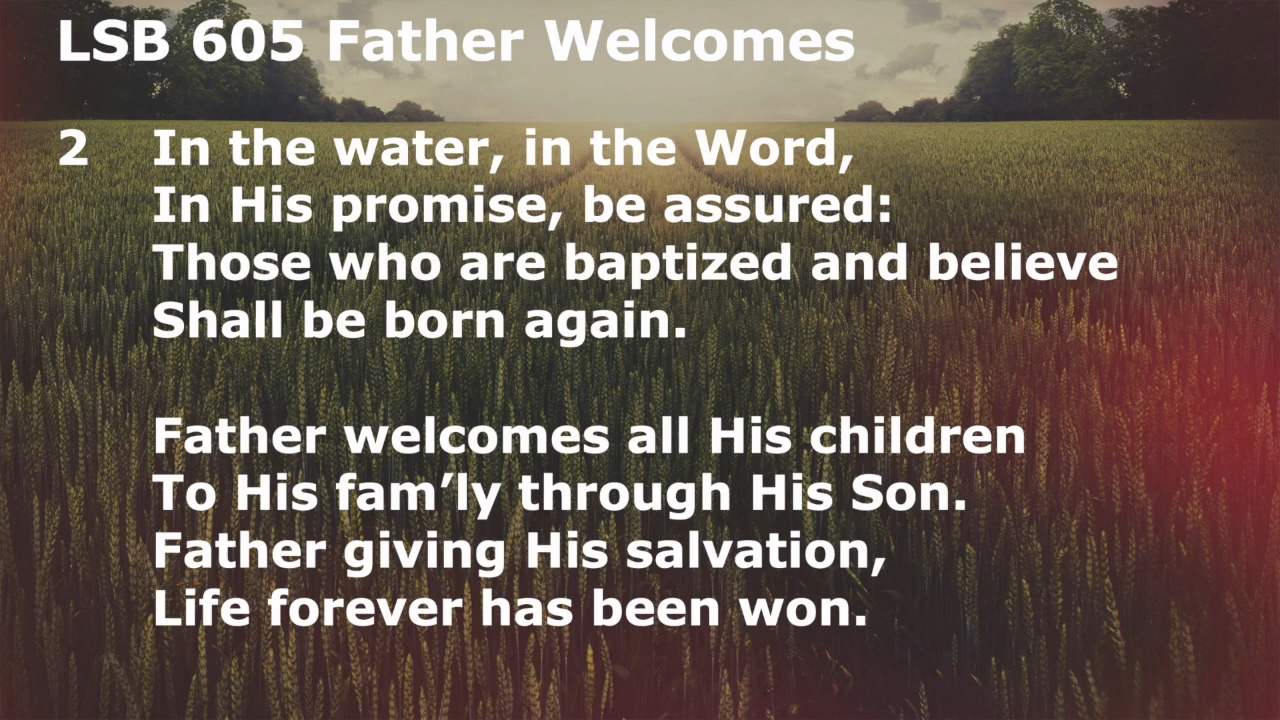 LSB 605 Father Welcomes
2 In the water, in the Word,
In His promise, be assured:
Those who are baptized and believe
Shall be born again.
Father welcomes all His children
To His fam’ly through His Son.
Father giving His salvation,
Life forever has been won.